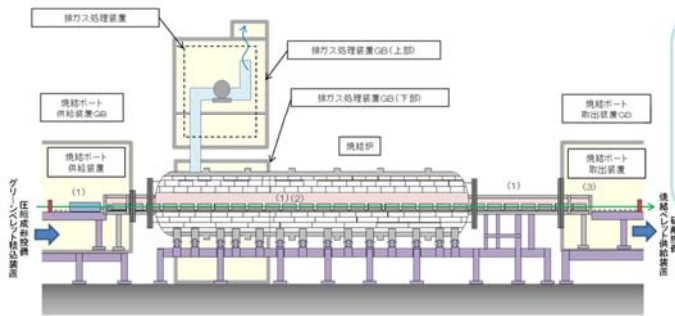 排ガス処理装置
排ガス処理装置GB(上部)
排ガス処理装置GB(下部)
焼結ボート
供給装置GB
焼結ボート
供給装置
焼結炉
焼結ボート
取出装置GB
焼結ボート
取出装置
(1)
(1)(2)
(1)
(3)
圧縮成形設備
グリーンペレット積込装置
焼結ペレット供給装置